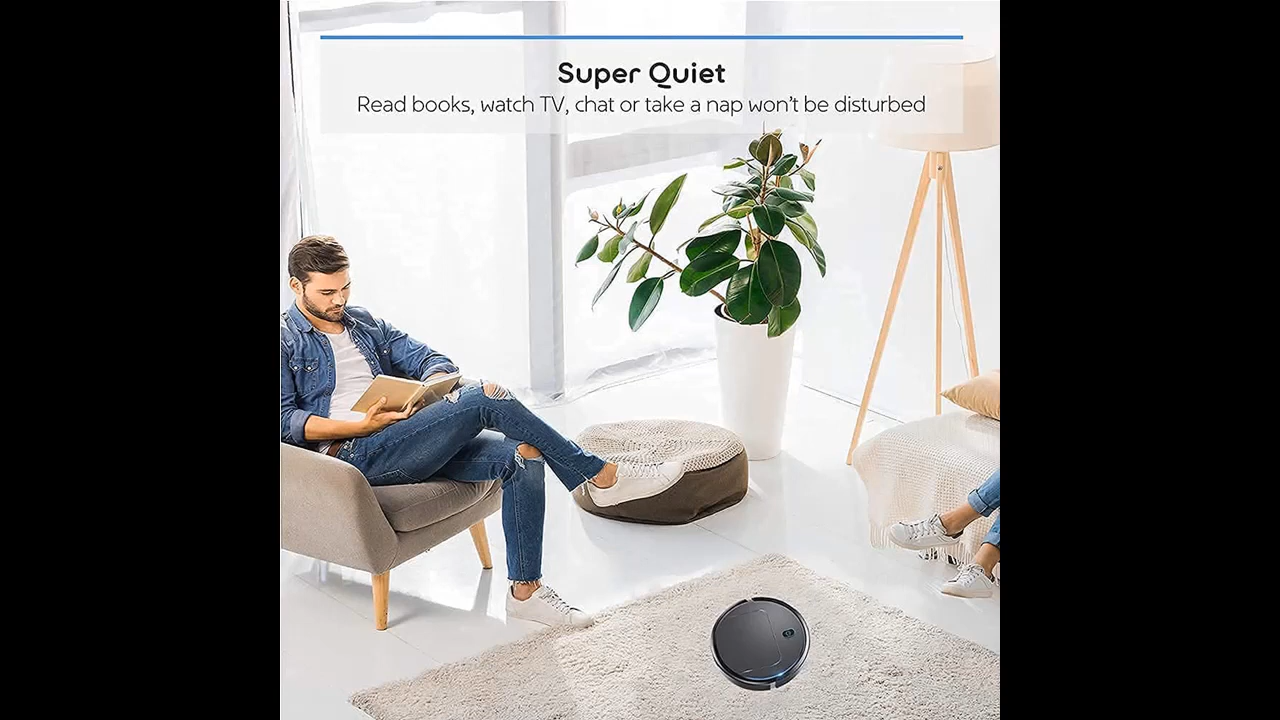 Super Quiet
Read books, watch TV, chat or take a nap won't be disturbed